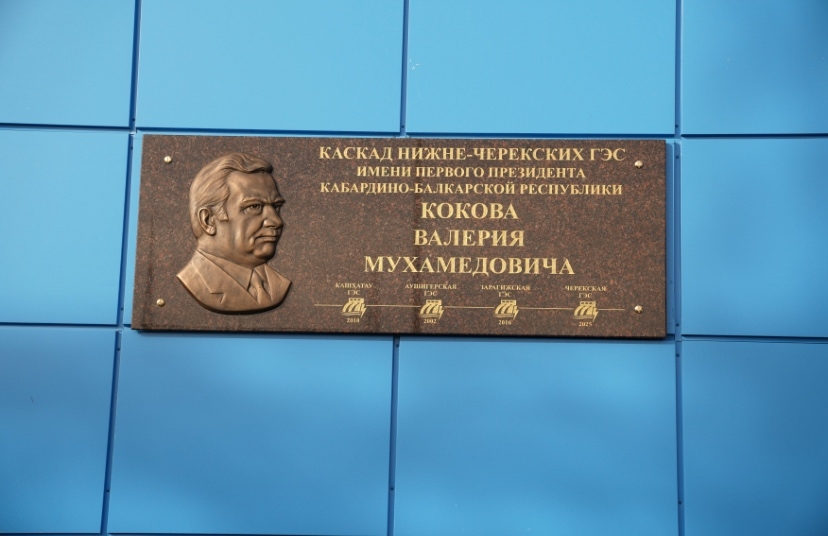 КАСКАД НИЖНЕ-ЧЕРЕКСКИХ ГЭС
ИМЕНИ ПЕРВОГО ПРЕЗИДЕНТА
КАБАРДИНО-БАЛКАРСКОЙ РЕСПУБЛИКИ
КОКОВА
ВАЛЕРИЯ
МУХАМЕДОВИЧА
КАШХАТАУ
ГЭС
2010
АУШИГЕРСКАЯ
ГЭС
2002
ЗАРАГИЖСКАЯ
ГЭС
2016
ЧЕРЕКСКАЯ
ГЭС
2025